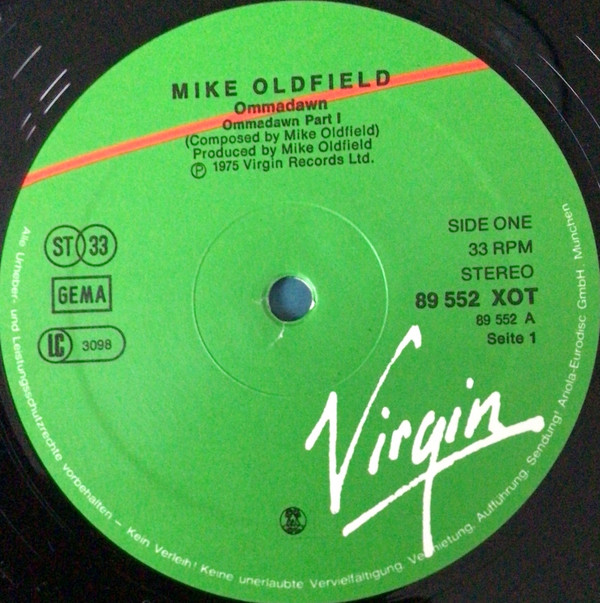 MIKE OLDFIELD
Ommadawn
Ommadawn Part I
(Composed by Mike Oldfield)
Produced by Mike Oldfield
Ⓟ 1975 Virgin Records Ltd.
ST 33
GEMA
LC 3098
SIDE ONE
33 RPM
STEREO
89 552 XOT
89 552 A
Seite 1
Virgin
Alle Urheber- und Leistungsschutzrechte vorbehalten – Kein Verleih! Keine unerlaubte Vervielfältigung, Vermietung, Aufführung, Sendung! Ariola-Eurodisc GmbH · München